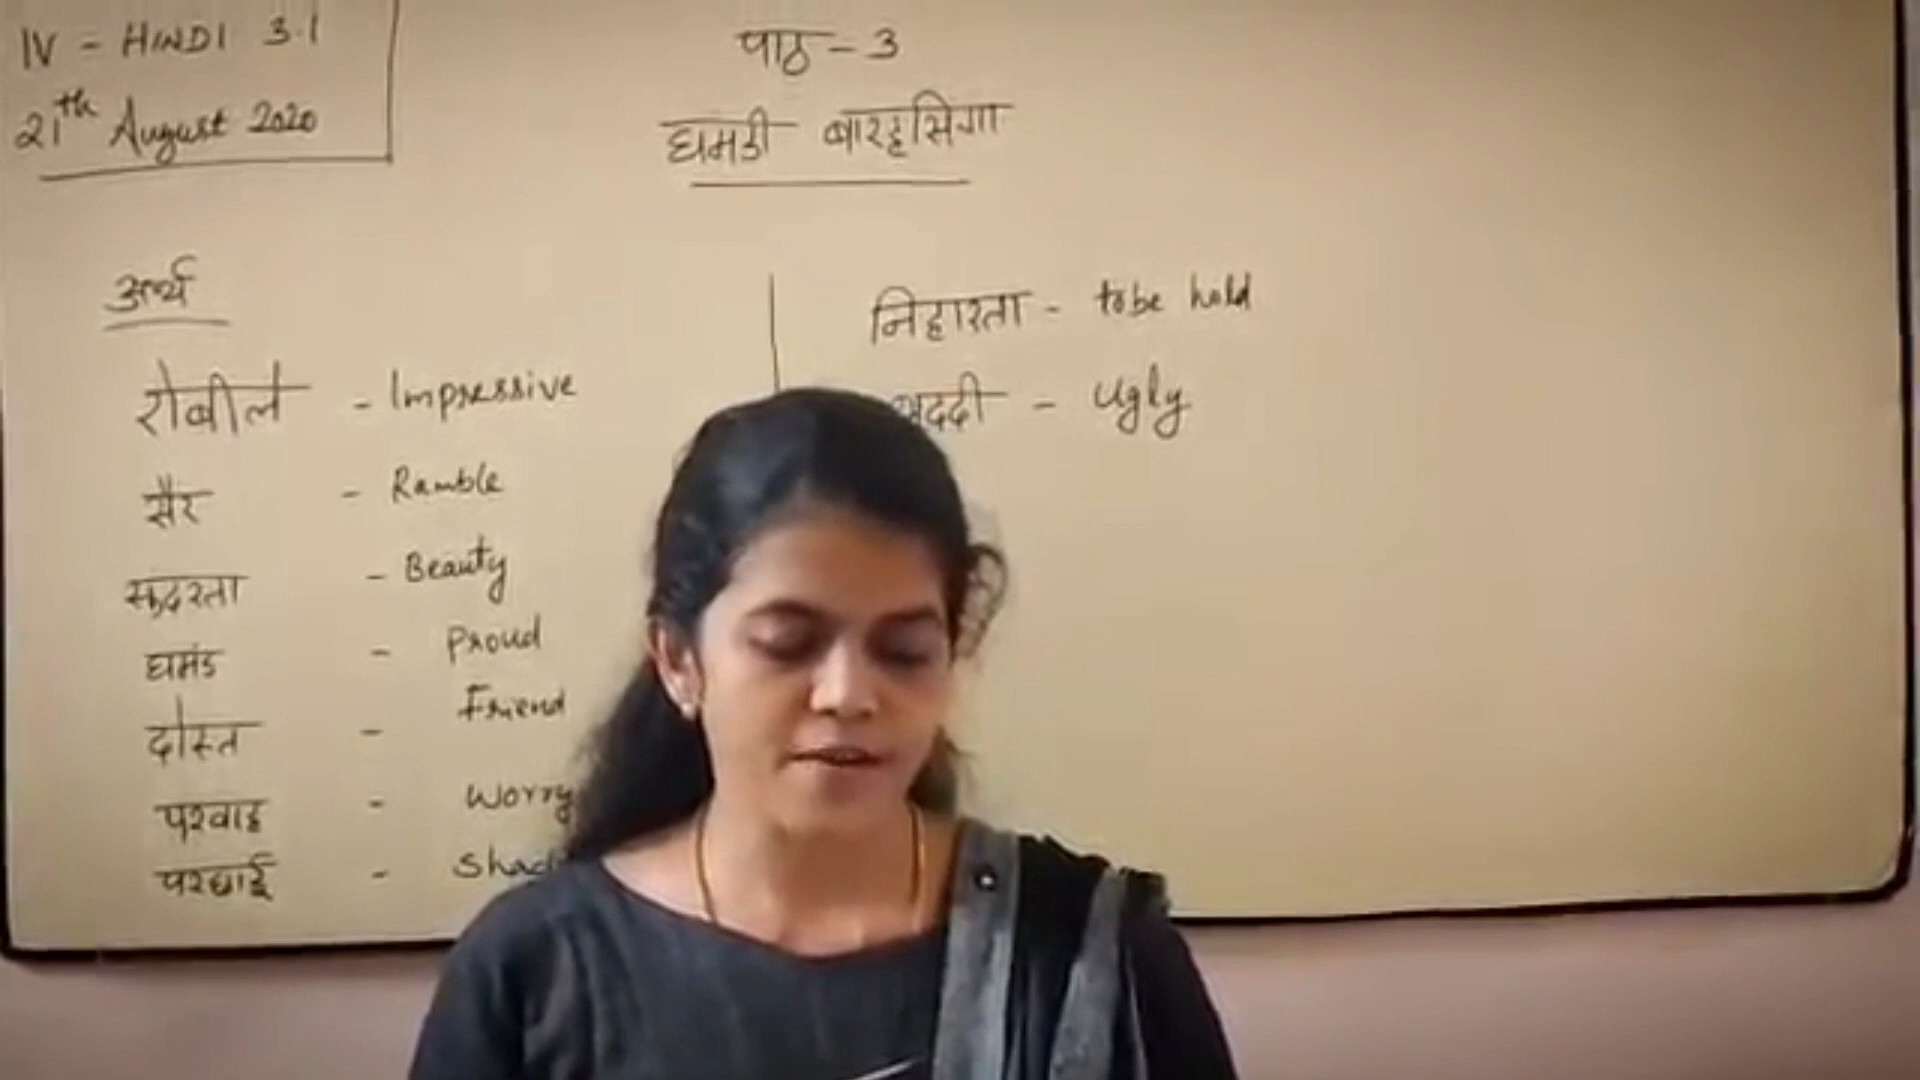 IV - HINDI 3.1
21th August 2020
पाठ - 3
घमंडी बारहसिंगा
अर्थ
रोबीले - Impressive
सैर - Ramble
सुन्दरता - Beauty
घमंड - Proud
दोस्त - Friend
परवाह - Worry
परछाई -
निहारता - tobe hold
भद्दी - Ugly